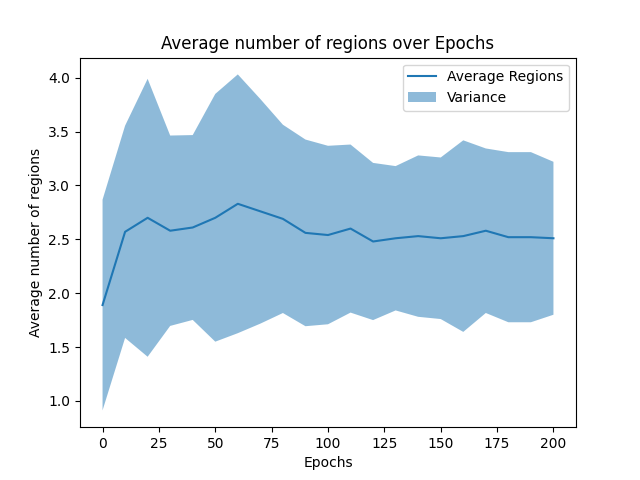 Average number of regions over Epochs
Average Regions
Variance
Average number of regions
4.0
3.5
3.0
2.5
2.0
1.5
1.0
0 25 50 75 100 125 150 175 200
Epochs